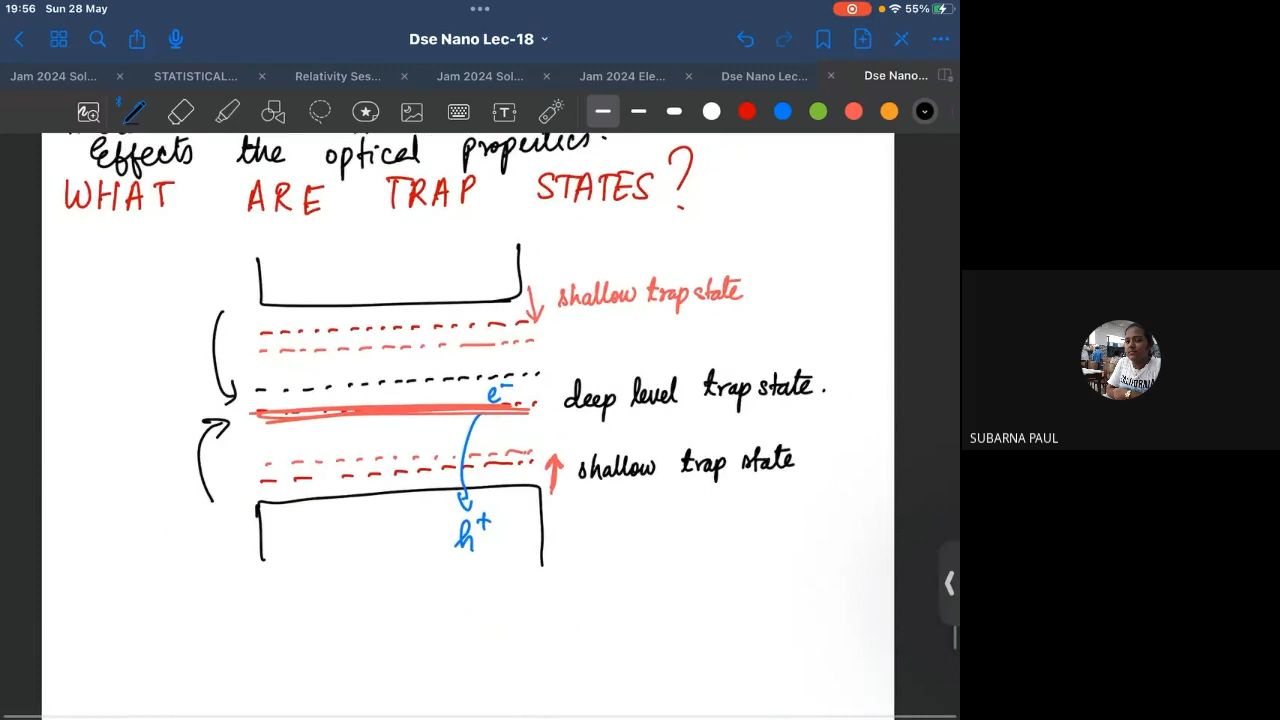 19:56 Sun 28 May
55%
Dse Nano Lec-18
Jam 2024 Sol...
STATISTICAL...
Relativity Ses...
Jam 2024 Sol...
Jam 2024 Ele...
Dse Nano Lec...
Dse Nano...
Effects the optical properties.
WHAT ARE TRAP STATES?
shallow trap state
e-
deep level trap state.
shallow trap state
h+
SUBARNA PAUL
CALIFORNIA